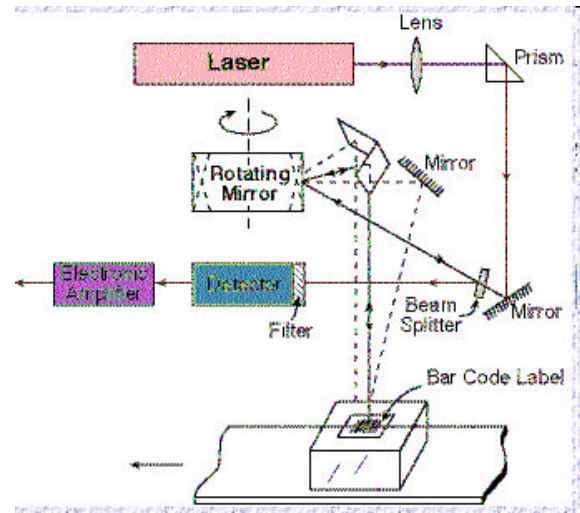 Lens
Laser
Prism
Rotating
Mirror
Mirror
Electronic
Amplifier
Detector
Filter
Beam
Splitter
Mirror
Bar Code Label